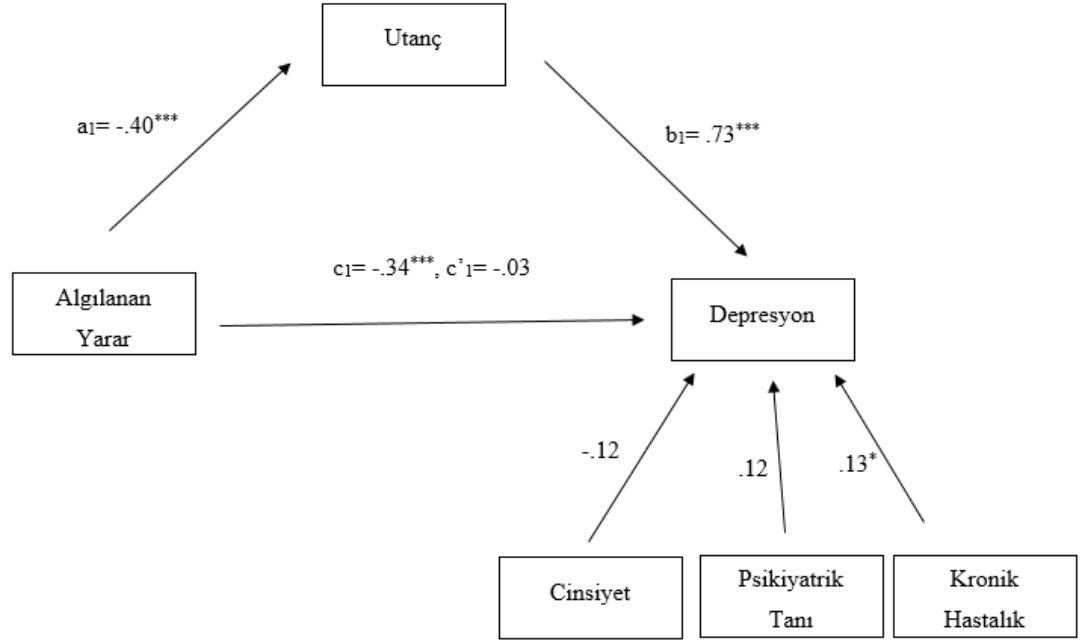 Utanç
a1= -.40***
b1= .73***
c1= -.34***, c’1= -.03
Algılanan
Yarar
Depresyon
-.12
.12
.13*
Cinsiyet
Psikiyatrik
Tanı
Kronik
Hastalık